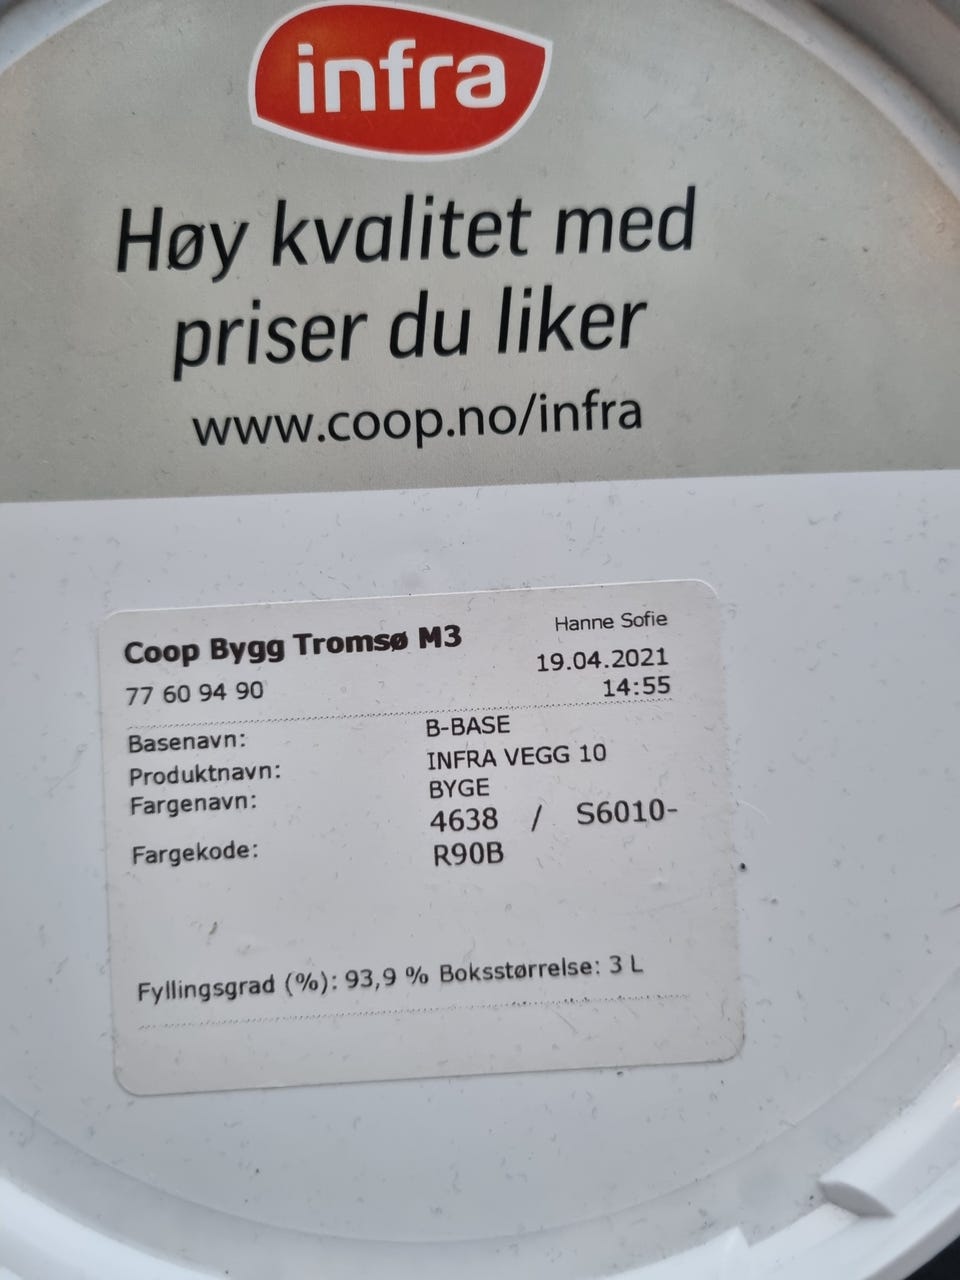 infra
Høy kvalitet med
priser du liker
www.coop.no/infra
Coop Bygg Tromsø M3
Hanne Sofie
77 60 94 90
19.04.2021
14:55
Basenavn: B-BASE
Produktnavn: INFRA VEGG 10
Fargenavn: BYGE
4638 / S6010-
Fargekode: R90B
Fyllingsgrad (%): 93,9 % Boksstørrelse: 3 L